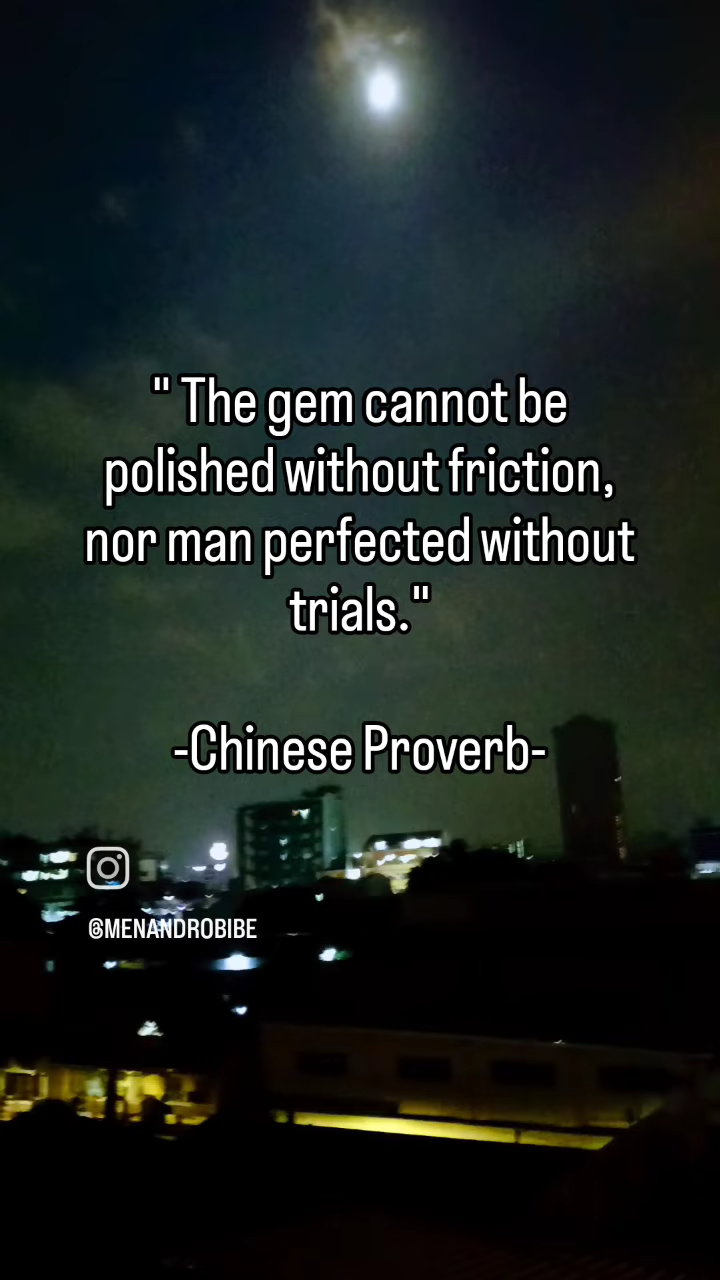 " The gem cannot be
polished without friction,
nor man perfected without
trials."
-Chinese Proverb-
@MENANDROBIBE